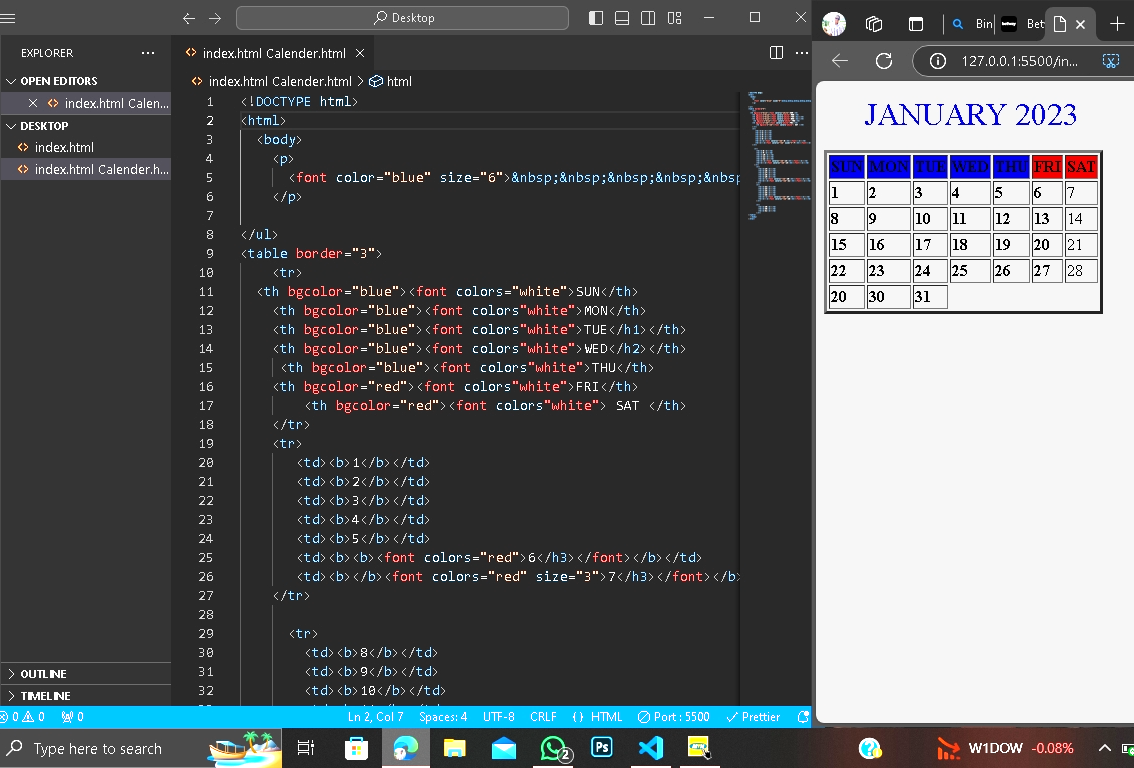 Desktop
EXPLORER
index.html Calender.html
OPEN EDITORS
index.html Calen...
DESKTOP
index.html
index.html Calender.h...
OUTLINE
TIMELINE
index.html Calender.html > html
1 <!DOCTYPE html>
2 <html>
3 <body>
4 <p>
5 <font color="blue" size="6">&nbsp;&nbsp;&nbsp;&nbsp;&nbsp
6 </p>
7
8 </ul>
9 <table border="3">
10 <tr>
11 <th bgcolor="blue"><font colors="white">SUN</th>
12 <th bgcolor="blue"><font colors"white">MON</th>
13 <th bgcolor="blue"><font colors"white">TUE</h1></th>
14 <th bgcolor="blue"><font colors"white">WED</h2></th>
15 <th bgcolor="blue"><font colors"white">THU</th>
16 <th bgcolor="red"><font colors"white">FRI</th>
17 <th bgcolor="red"><font colors"white"> SAT </th>
18 </tr>
19 <tr>
20 <td><b>1</b></td>
21 <td><b>2</b></td>
22 <td><b>3</b></td>
23 <td><b>4</b></td>
24 <td><b>5</b></td>
25 <td><b><b><font colors="red">6</h3></font></b></td>
26 <td><b></b><font colors="red" size="3">7</h3></font></b>
27 </tr>
28
29 <tr>
30 <td><b>8</b></td>
31 <td><b>9</b></td>
32 <td><b>10</b></td>
0 0 0 Ln 2, Col 7 Spaces: 4 UTF-8 CRLF {} HTML Port : 5500 Prettier
Bin
betway
Bet
127.0.0.1:5500/in...
JANUARY 2023
SUN MON TUE WED THU FRI SAT
1 2 3 4 5 6 7
8 9 10 11 12 13 14
15 16 17 18 19 20 21
22 23 24 25 26 27 28
20 30 31
Type here to search
2
Ps
W1DOW -0.08%